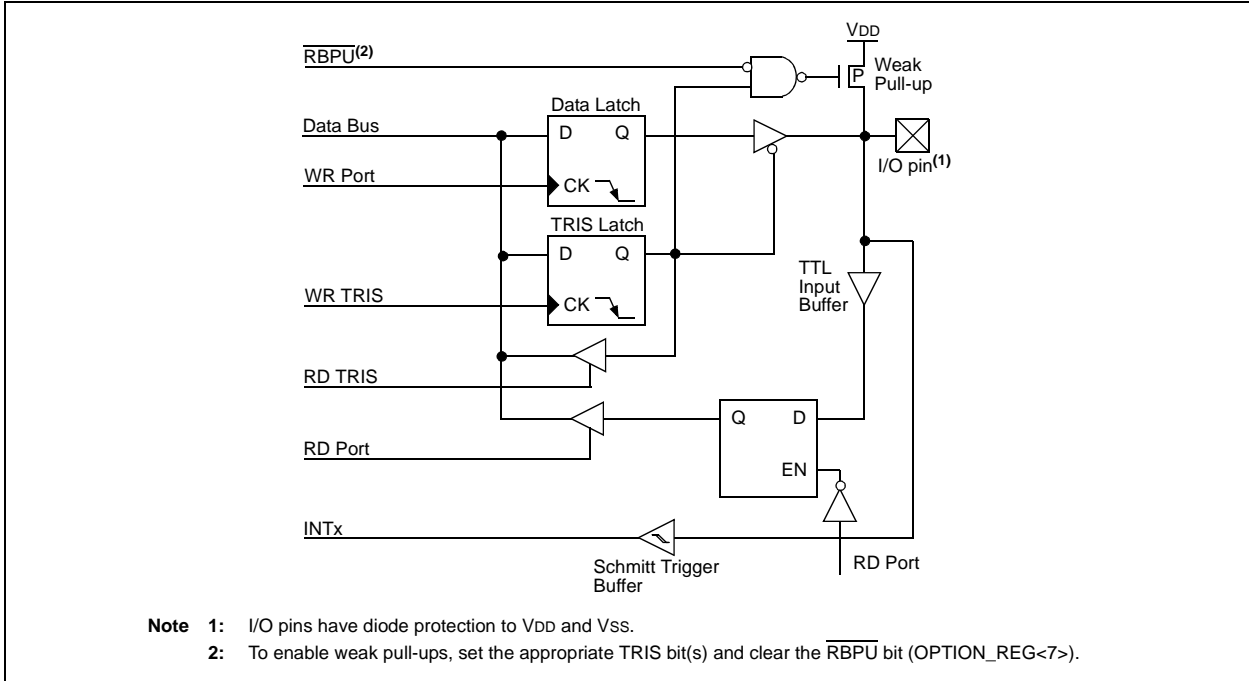 VDD
RBPU(2)
Weak
Pull-up
P
Data Latch
Data Bus
D Q
I/O pin(1)
WR Port
CK
TRIS Latch
D Q
TTL
Input
Buffer
WR TRIS
CK
RD TRIS
Q D
RD Port
EN
INTx
Schmitt Trigger
Buffer
RD Port
Note 1: I/O pins have diode protection to VDD and VSS.
2: To enable weak pull-ups, set the appropriate TRIS bit(s) and clear the RBPU bit (OPTION_REG<7>).